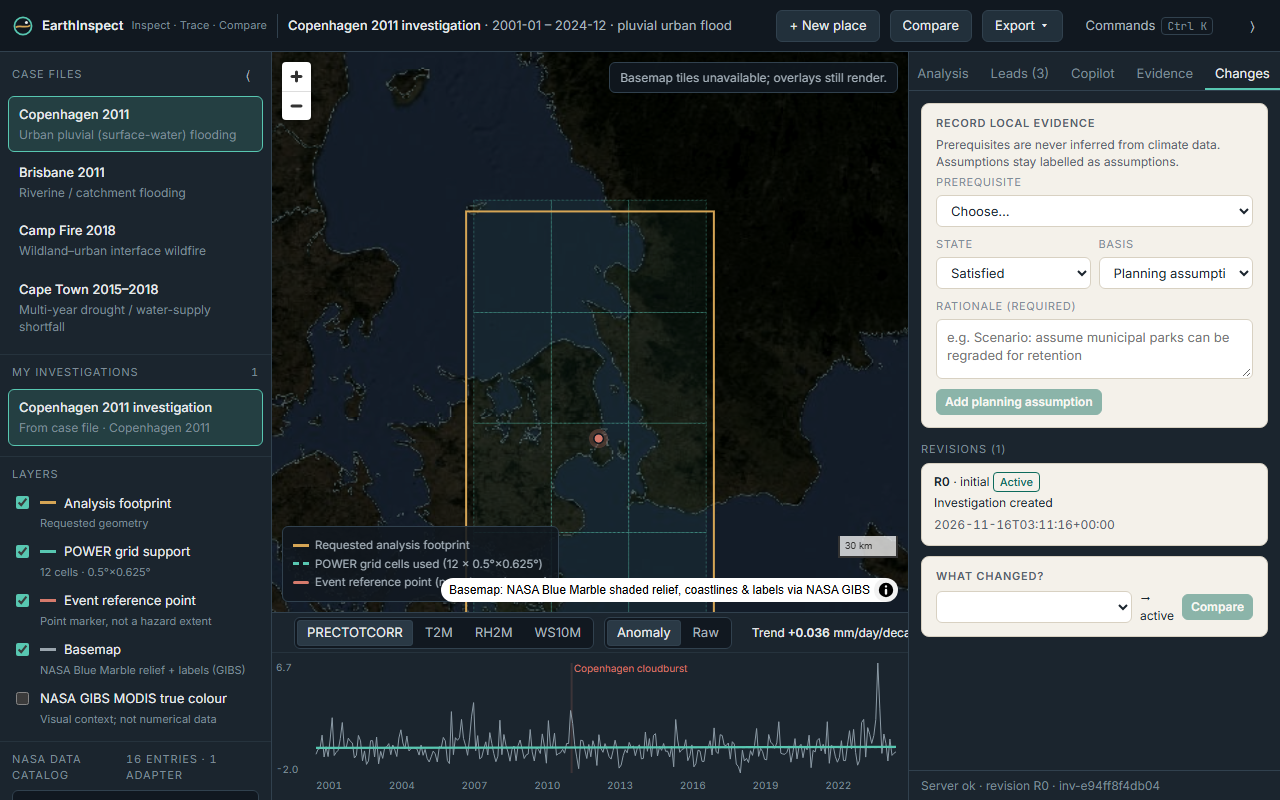 EarthInspect Inspect · Trace · Compare
Copenhagen 2011 investigation · 2001-01 – 2024-12 · pluvial urban flood
+ New place
Compare
Export
Commands Ctrl K
CASE FILES
Copenhagen 2011
Urban pluvial (surface-water) flooding
Brisbane 2011
Riverine / catchment flooding
Camp Fire 2018
Wildland–urban interface wildfire
Cape Town 2015–2018
Multi-year drought / water-supply
shortfall
MY INVESTIGATIONS 1
Copenhagen 2011 investigation
From case file · Copenhagen 2011
LAYERS
Analysis footprint
Requested geometry
POWER grid support
12 cells · 0.5°×0.625°
Event reference point
Point marker, not a hazard extent
Basemap
NASA Blue Marble relief + labels (GIBS)
NASA GIBS MODIS true colour
Visual context; not numerical data
NASA DATA
CATALOG
16 ENTRIES · 1
ADAPTER
+
−
Basemap tiles unavailable; overlays still render.
Requested analysis footprint
POWER grid cells used (12 × 0.5°×0.625°)
Event reference point
30 km
Basemap: NASA Blue Marble shaded relief, coastlines & labels via NASA GIBS
PRECTOTCORR T2M RH2M WS10M
Anomaly Raw
Trend +0.036 mm/day/deca
6.7
Copenhagen cloudburst
-2.0
2001 2004 2007 2010 2013 2016 2019 2022
Analysis Leads (3) Copilot Evidence Changes
RECORD LOCAL EVIDENCE
Prerequisites are never inferred from climate data.
Assumptions stay labelled as assumptions.
PREREQUISITE
Choose...
STATE
BASIS
Satisfied
Planning assumpti
RATIONALE (REQUIRED)
e.g. Scenario: assume municipal parks can be
regraded for retention
Add planning assumption
REVISIONS (1)
R0 · initial Active
Investigation created
2026-11-16T03:11:16+00:00
WHAT CHANGED?
→
active
Compare
Server ok · revision R0 · inv-e94ff8f4db04